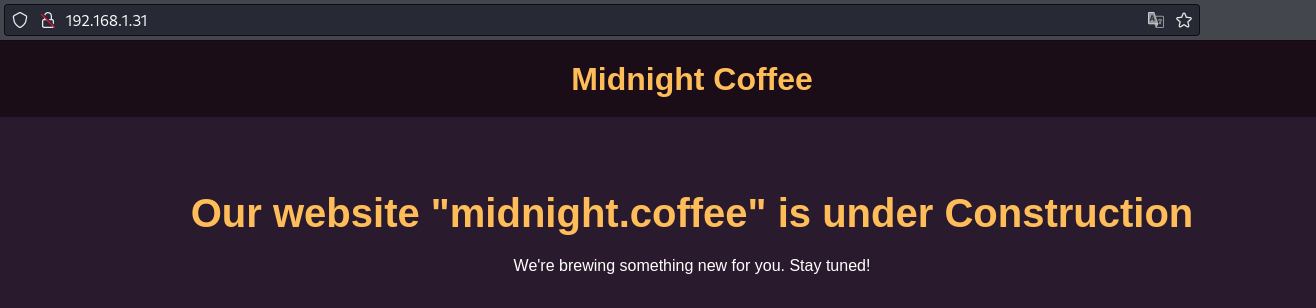 192.168.1.31
Midnight Coffee
Our website "midnight.coffee" is under Construction
We're brewing something new for you. Stay tuned!